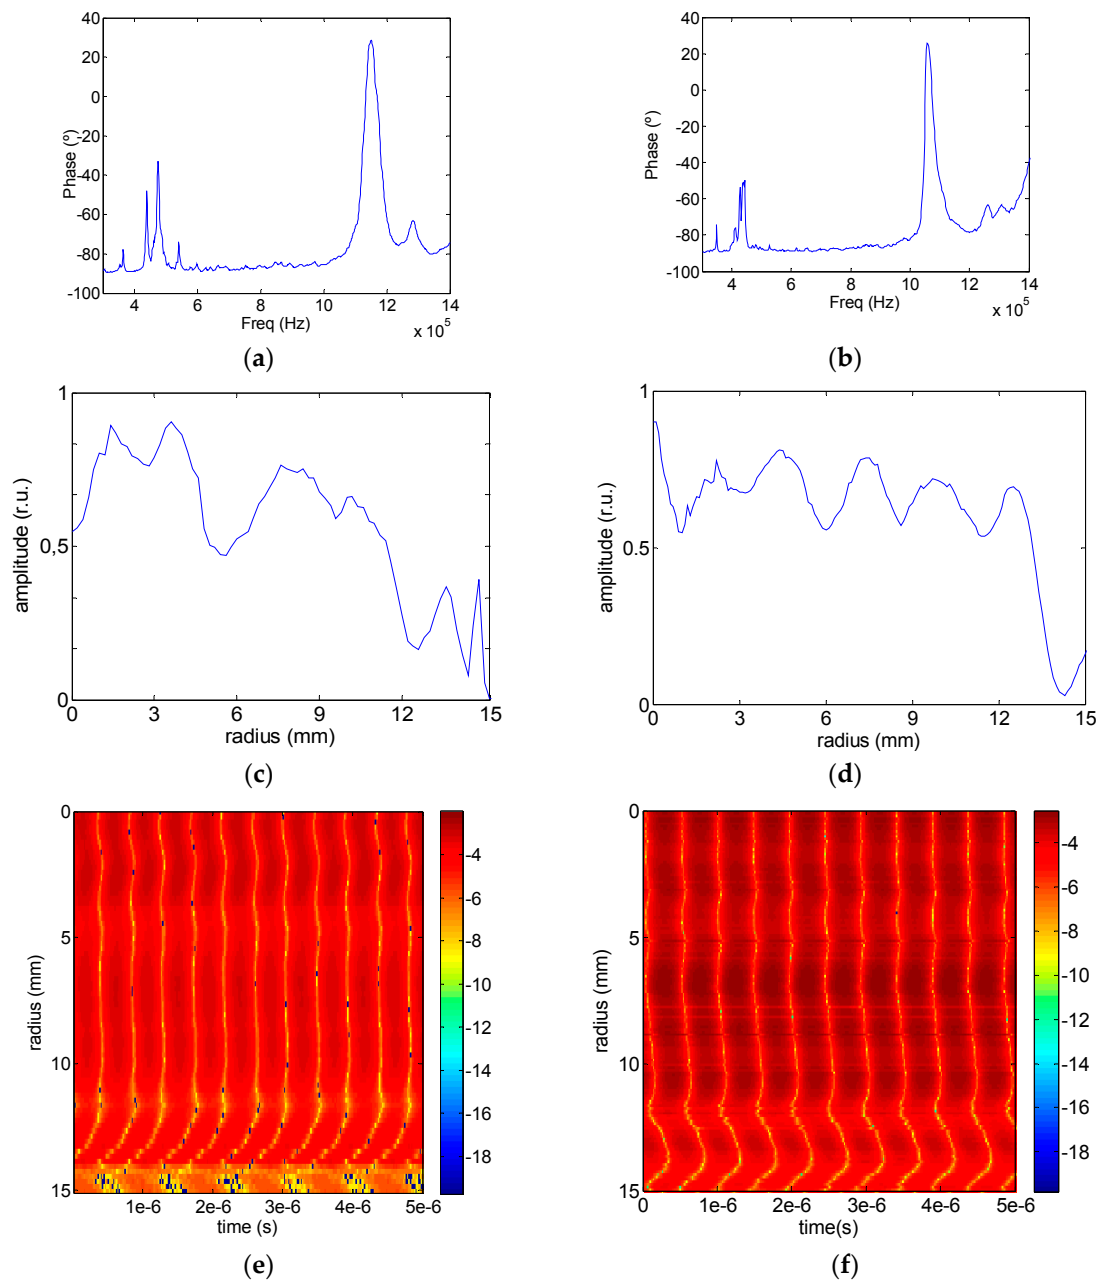 40
20
0
-20
-40
-60
-80
-100
Phase (º)
4
6
8
10
12
14
Freq (Hz)
x 10^5
(a)
40
20
0
-20
-40
-60
-80
-100
Phase (º)
4
6
8
10
12
14
Freq (Hz)
x 10^5
(b)
1
0,5
0
amplitude (r.u.)
0
3
6
9
12
15
radius (mm)
(c)
1
0.5
0
amplitude (r.u.)
0
3
6
9
12
15
radius (mm)
(d)
0
5
10
15
radius (mm)
1e-6
2e-6
3e-6
4e-6
5e-6
time (s)
-4
-6
-8
-10
-12
-14
-16
-18
(e)
0
5
10
15
radius (mm)
0
1e-6
2e-6
3e-6
4e-6
5e-6
time(s)
-4
-6
-8
-10
-12
-14
-16
-18
(f)